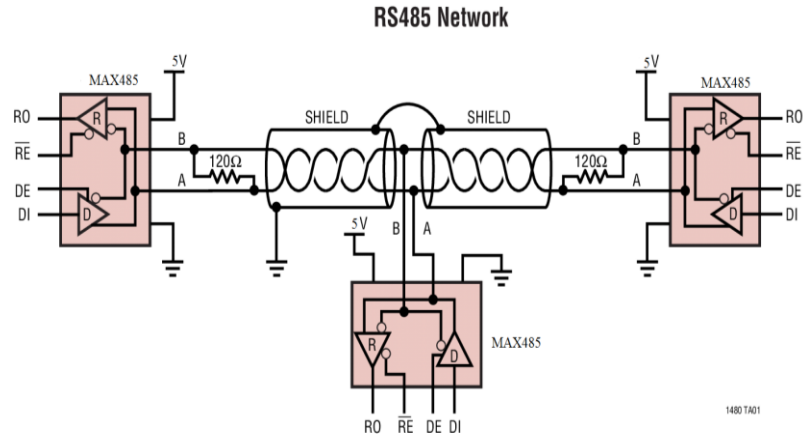 RS485 Network
5V
5V
MAX485
MAX485
RO
R
SHIELD
SHIELD
R
RO
B
B
RE
120Ω
120Ω
RE
DE
A
A
DE
DI
D
D
DI
5V
B
A
R
D
MAX485
RO
RE
DE
DI
1480 TA01